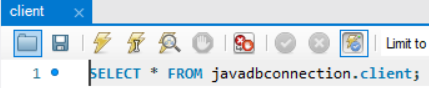 client
Limit to
1 SELECT * FROM javadbconnection.client;